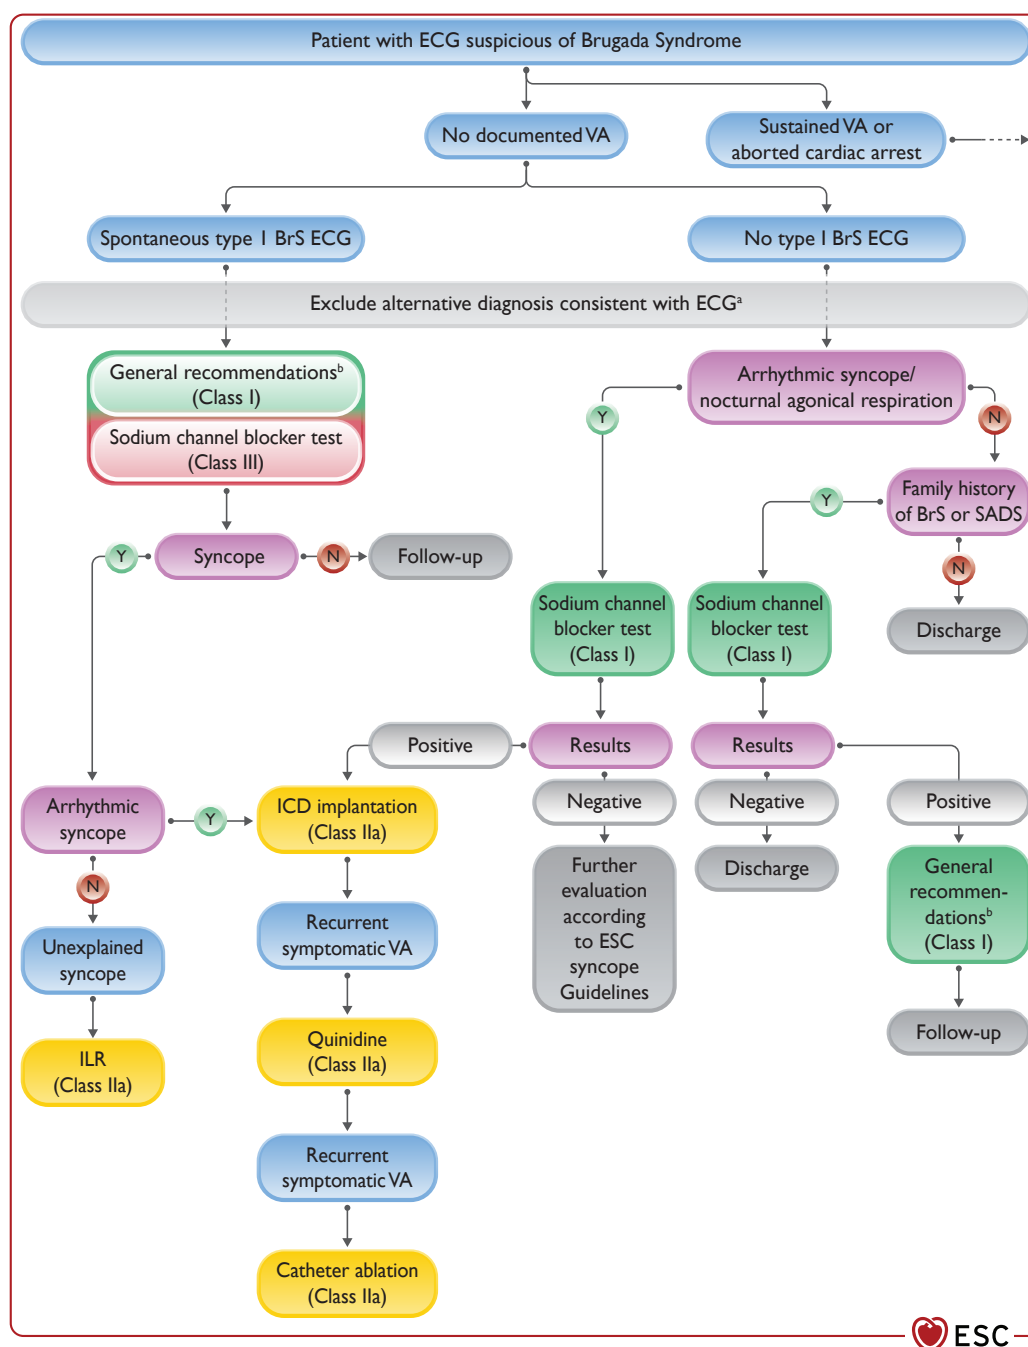 Patient with ECG suspicious of Brugada Syndrome
No documented VA
Sustained VA or
aborted cardiac arrest
Spontaneous type 1 BrS ECG
No type I BrS ECG
Exclude alternative diagnosis consistent with ECGᵃ
General recommendationsᵇ
(Class I)
Sodium channel blocker test
(Class III)
Arrhythmic syncope/
nocturnal agonical respiration
Y
N
Family history
of BrS or SADS
Y
N
Discharge
Y
Syncope
N
Follow-up
Sodium channel
blocker test
(Class I)
Sodium channel
blocker test
(Class I)
Positive
Results
Results
Negative
Negative
Positive
Arrhythmic
syncope
Y
ICD implantation
(Class IIa)
N
Further
evaluation
according
to ESC
syncope
Guidelines
Discharge
General
recommen-
dationsᵇ
(Class I)
Unexplained
syncope
Recurrent
symptomatic VA
Follow-up
ILR
(Class IIa)
Quinidine
(Class IIa)
Recurrent
symptomatic VA
Catheter ablation
(Class IIa)
ESC